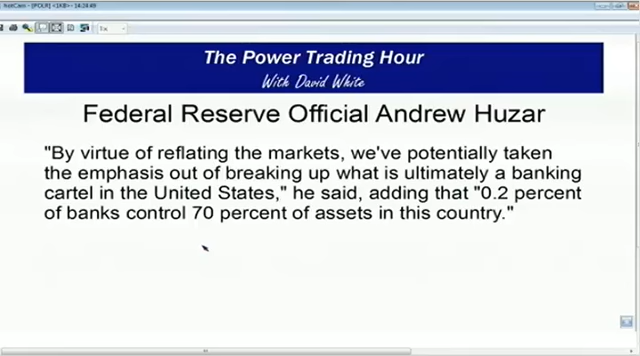 The Power Trading Hour
With David White
Federal Reserve Official Andrew Huzar
"By virtue of reflating the markets, we've potentially taken
the emphasis out of breaking up what is ultimately a banking
cartel in the United States," he said, adding that "0.2 percent
of banks control 70 percent of assets in this country."